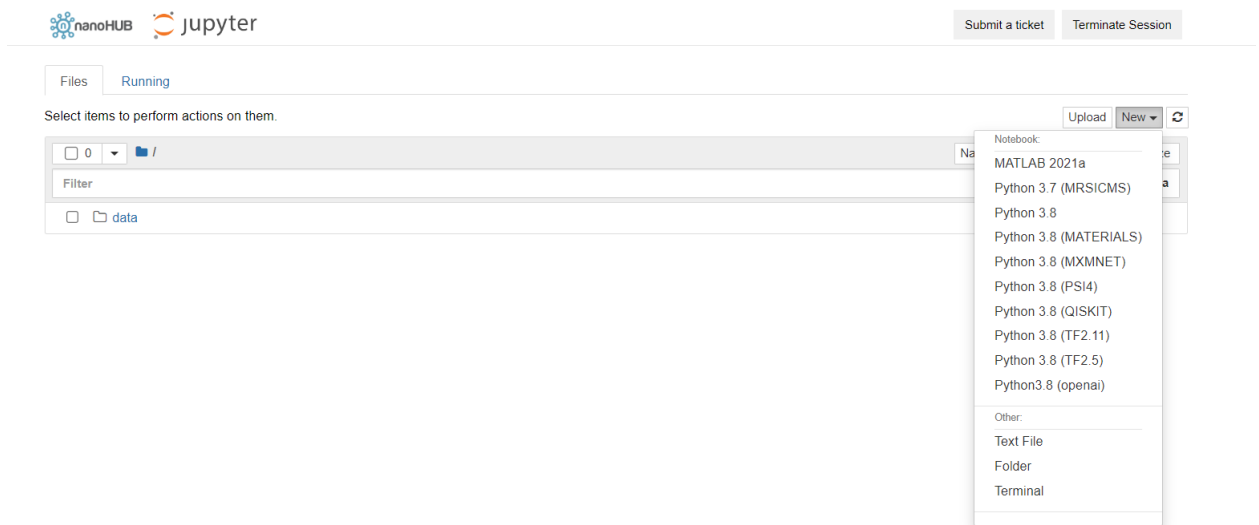 nanoHUB jupyter Submit a ticket Terminate Session
Files Running
Select items to perform actions on them.
Upload New
0 /
Filter
data
Notebook:
MATLAB 2021a
Python 3.7 (MRSICMS)
Python 3.8
Python 3.8 (MATERIALS)
Python 3.8 (MXMNET)
Python 3.8 (PSI4)
Python 3.8 (QISKIT)
Python 3.8 (TF2.11)
Python 3.8 (TF2.5)
Python3.8 (openai)
Other:
Text File
Folder
Terminal